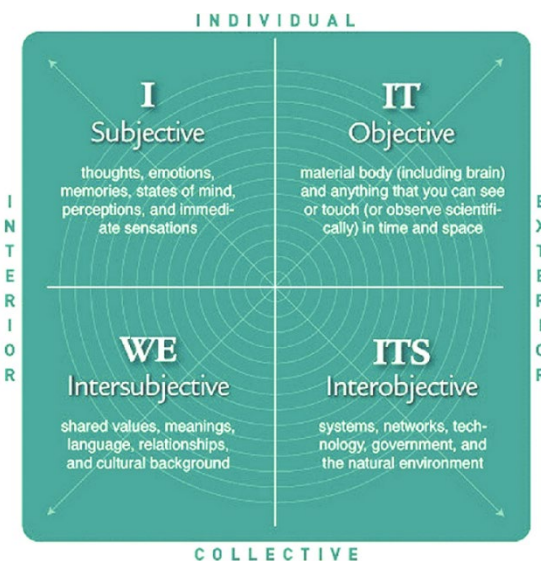 INDIVIDUAL
I
Subjective
thoughts, emotions,
memories, states of mind,
perceptions, and immedi-
ate sensations
IT
Objective
material body (including brain)
and anything that you can see
or touch (or observe scientifi-
cally) in time and space
INTERIOR
EXTERIOR
WE
Intersubjective
shared values, meanings,
language, relationships,
and cultural background
ITS
Interobjective
systems, networks, tech-
nology, government, and
the natural environment
COLLECTIVE